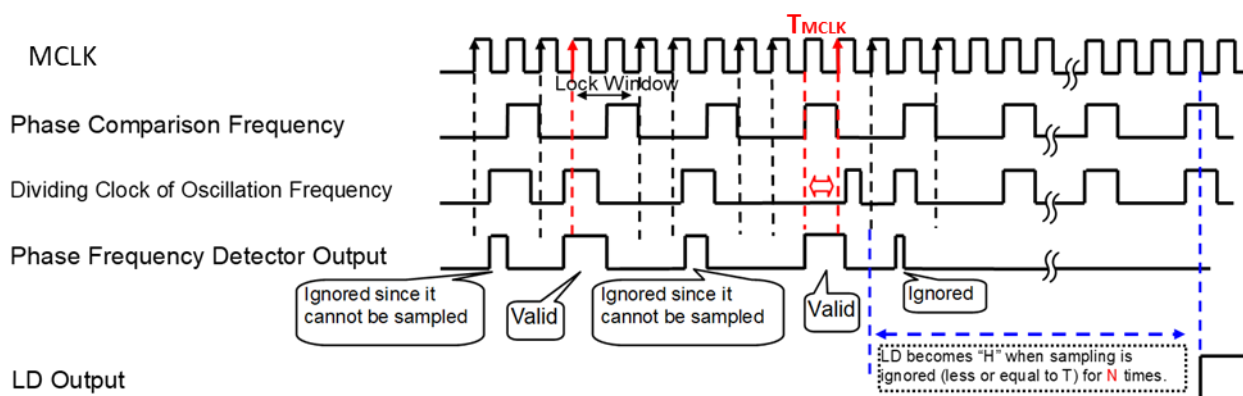 TMCLK
MCLK
Lock Window
Phase Comparison Frequency
Dividing Clock of Oscillation Frequency
Phase Frequency Detector Output
Ignored since it
cannot be sampled
Valid
Ignored since it
cannot be sampled
Valid
Ignored
LD becomes “H” when sampling is
ignored (less or equal to T) for N times.
LD Output